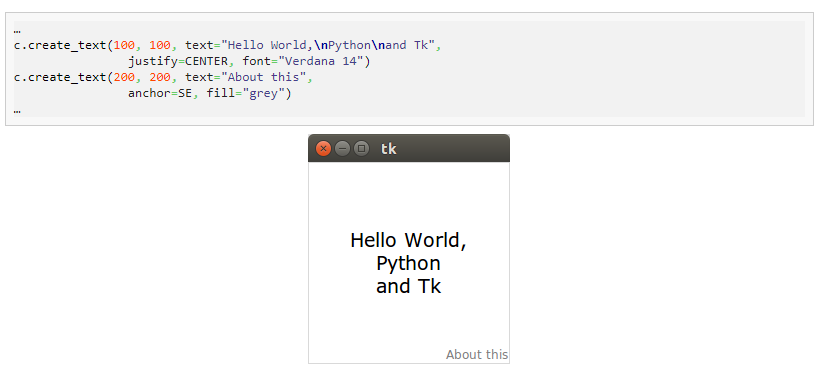 …
c.create_text(100, 100, text="Hello World,\nPython\nand Tk",
justify=CENTER, font="Verdana 14")
c.create_text(200, 200, text="About this",
anchor=SE, fill="grey")
…
tk
Hello World,
Python
and Tk
About this